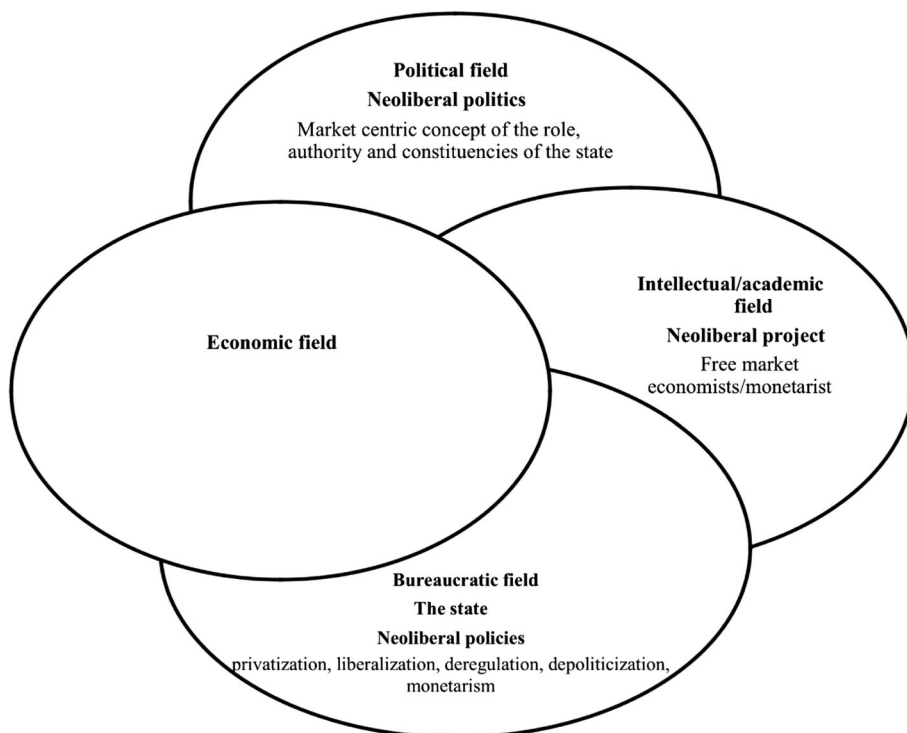 Political field
Neoliberal politics
Market centric concept of the role,
authority and constituencies of the state
Economic field
Intellectual/academic
field
Neoliberal project
Free market
economists/monetarist
Bureaucratic field
The state
Neoliberal policies
privatization, liberalization, deregulation, depoliticization,
monetarism